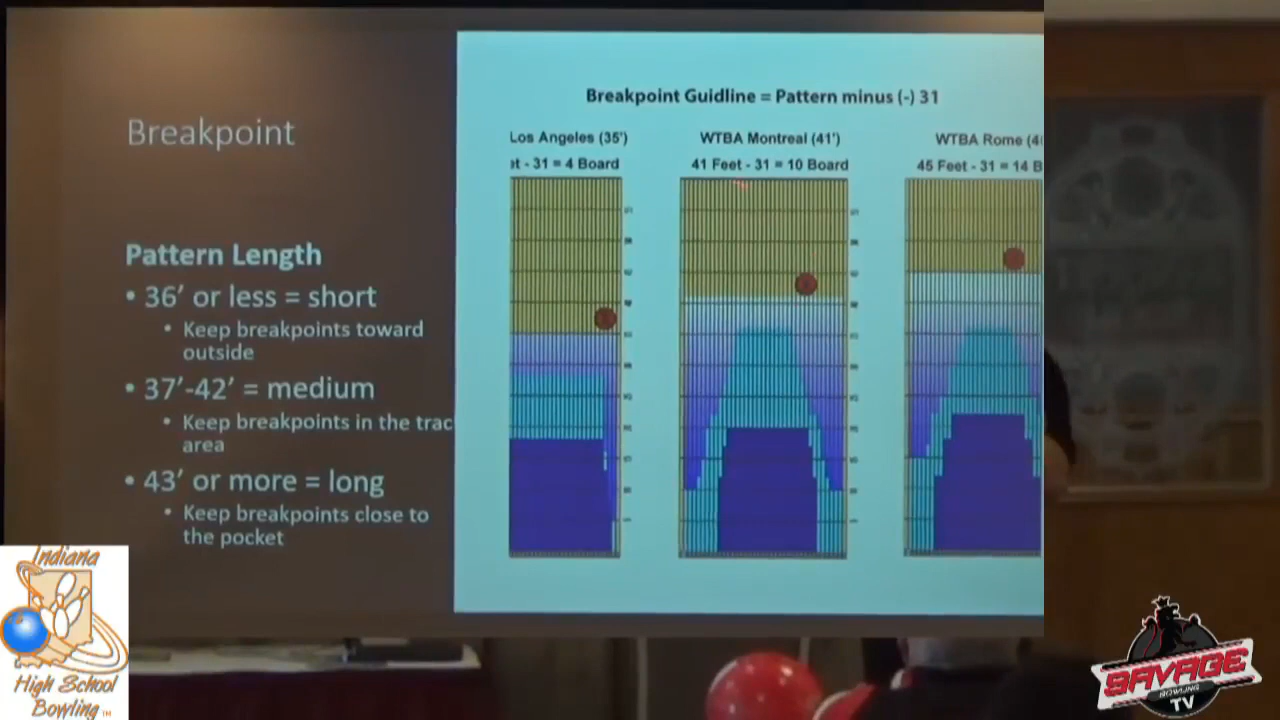 Breakpoint
Pattern Length
• 36’ or less = short
• Keep breakpoints toward
outside
• 37’-42’ = medium
• Keep breakpoints in the trac
area
• 43’ or more = long
• Keep breakpoints close to
the pocket
Breakpoint Guidline = Pattern minus (-) 31
Los Angeles (35')
et - 31 = 4 Board
WTBA Montreal (41')
41 Feet - 31 = 10 Board
WTBA Rome (4
45 Feet - 31 = 14 B
Indiana
High School
Bowling TM
SAVAGE
BOWLING
TV